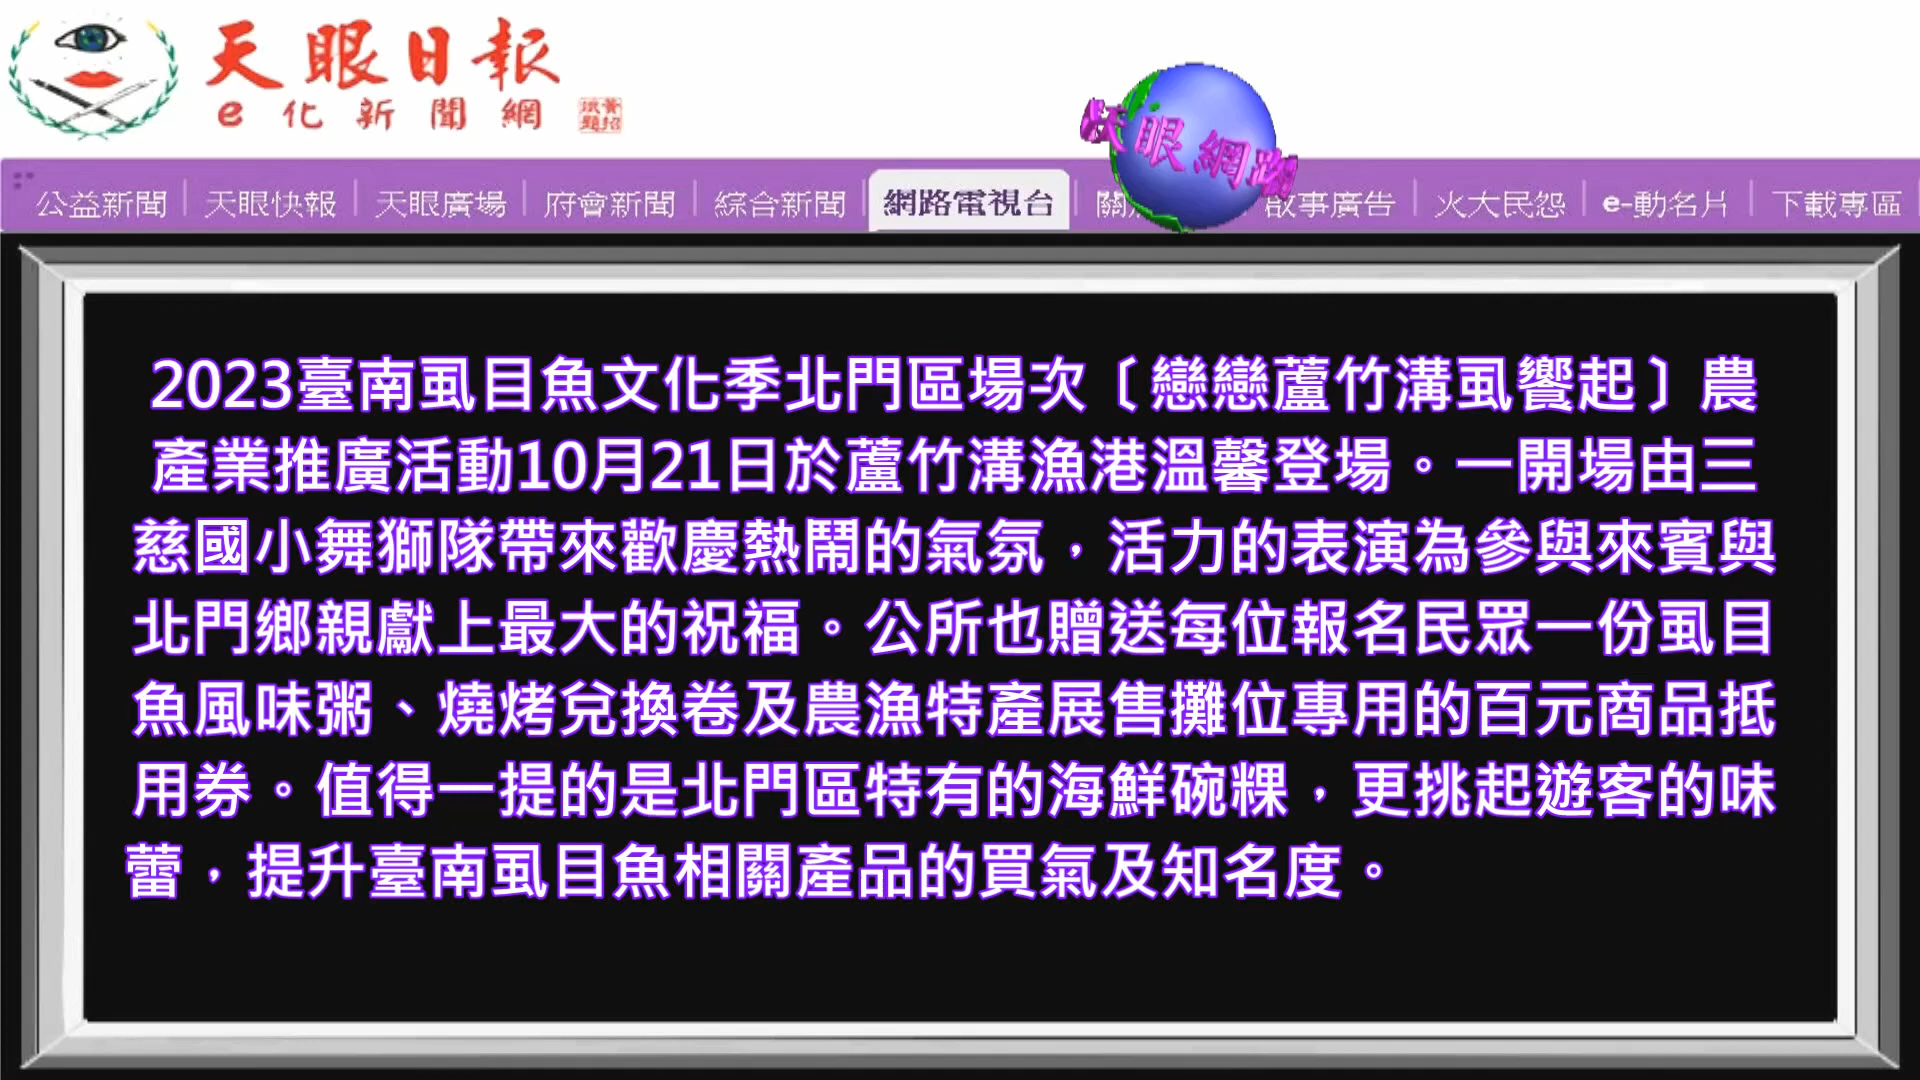 天眼日報
e化新聞網
天眼網路
公益新聞
天眼快報
天眼廣場
府會新聞
綜合新聞
網路電視台
啟事廣告
火大民怨
e-動名片
下載專區
2023臺南虱目魚文化季北門區場次〔戀戀蘆竹溝虱饗起〕農
產業推廣活動10月21日於蘆竹溝漁港溫馨登場。一開場由三
慈國小舞獅隊帶來歡慶熱鬧的氣氛，活力的表演為參與來賓與
北門鄉親獻上最大的祝福。公所也贈送每位報名民眾一份虱目
魚風味粥、燒烤兌換卷及農漁特產展售攤位專用的百元商品抵
用券。值得一提的是北門區特有的海鮮碗粿，更挑起遊客的味
蕾，提升臺南虱目魚相關產品的買氣及知名度。